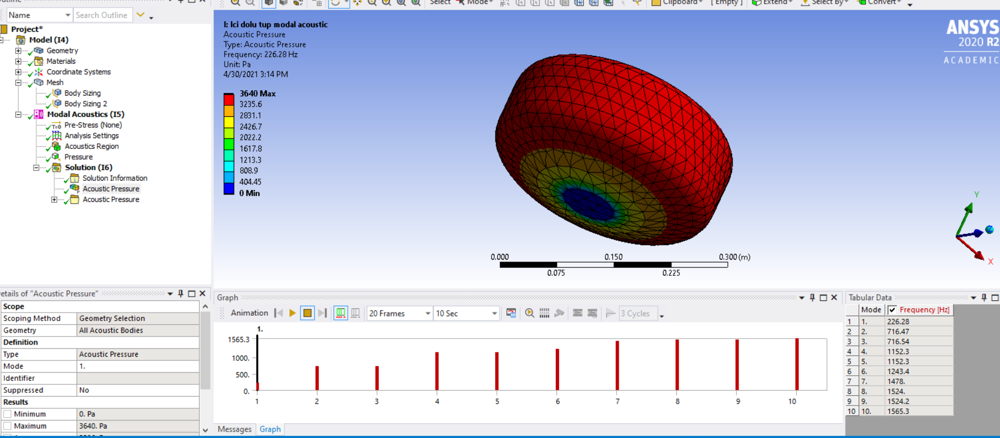 Outline
Name
Search Outline
Project*
Model (I4)
Geometry
Materials
Coordinate Systems
Mesh
Body Sizing
Body Sizing 2
Modal Acoustics (I5)
T=0 Pre-Stress (None)
Analysis Settings
Acoustics Region
Pressure
Solution (I6)
Solution Information
Acoustic Pressure
Acoustic Pressure
Select Mode Clipboard [ Empty ] Extend Select By Convert
I: Ici dolu tup modal acoustic
Acoustic Pressure
Type: Acoustic Pressure
Frequency: 226.28 Hz
Unit: Pa
4/30/2021 3:14 PM
3640 Max
3235.6
2831.1
2426.7
2022.2
1617.8
1213.3
808.9
404.45
0 Min
ANSYS
2020 R2
ACADEMIC
0.000 0.150 0.300 (m)
0.075 0.225
Y
Z
X
Details of "Acoustic Pressure"
Scope
Scoping Method Geometry Selection
Geometry All Acoustic Bodies
Definition
Type Acoustic Pressure
Mode 1.
Identifier
Suppressed No
Results
Minimum 0. Pa
Maximum 3640. Pa
Graph
Animation 20 Frames 10 Sec 3 Cycles
1.
1565.3
1000.
500.
0.
1 2 3 4 5 6 7 8 9 10
Messages Graph
Tabular Data
Mode Frequency [Hz]
1 1. 226.28
2 2. 716.47
3 3. 716.54
4 4. 1152.3
5 5. 1152.3
6 6. 1243.4
7 7. 1478.
8 8. 1524.
9 9. 1524.2
10 10. 1565.3